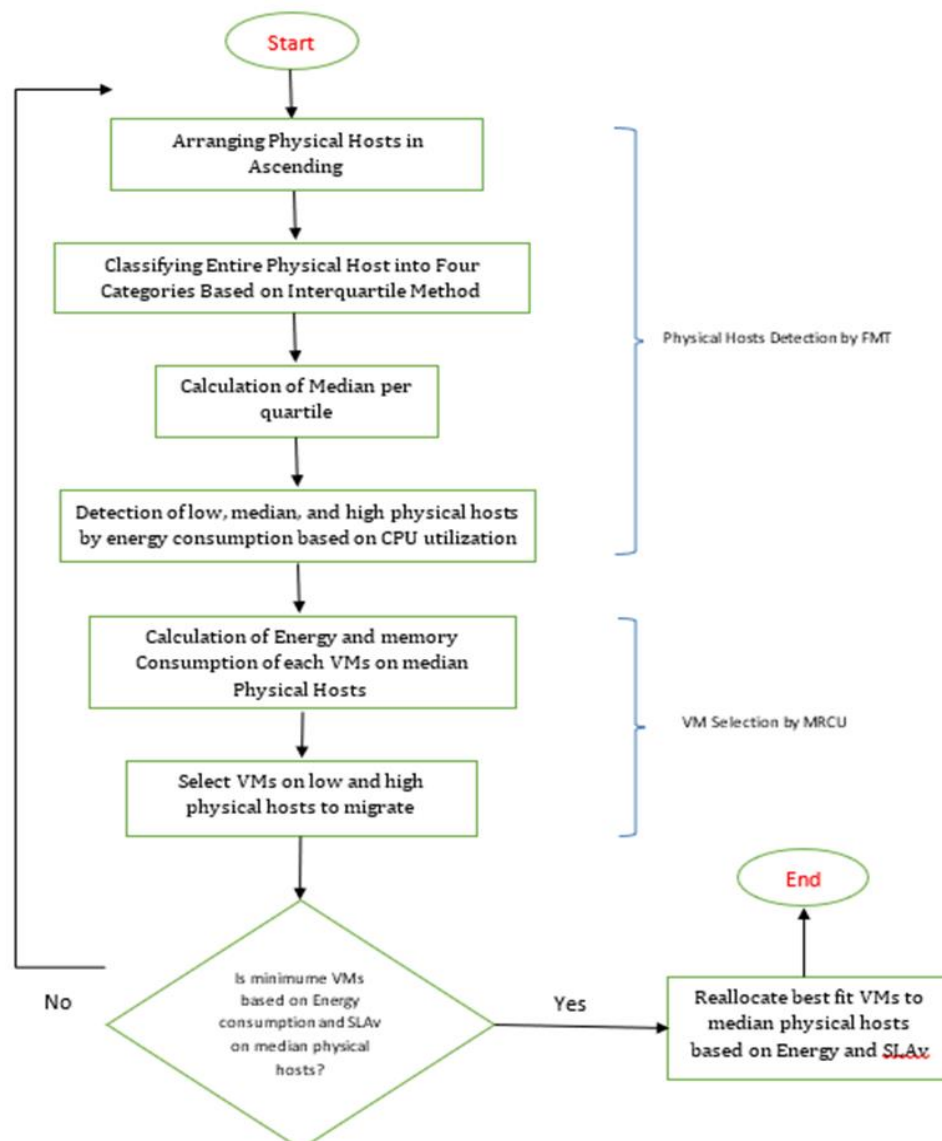 Start
Arranging Physical Hosts in
Ascending
Classifying Entire Physical Host into Four
Categories Based on Interquartile Method
Physical Hosts Detection by FMT
Calculation of Median per
quartile
Detection of low, median, and high physical hosts
by energy consumption based on CPU utilization
Calculation of Energy and memory
Consumption of each VMs on median
Physical Hosts
VM Selection by MRCU
Select VMs on low and high
physical hosts to migrate
End
Is minimume VMs
based on Energy
consumption and SLAv
on median physical
hosts?
No
Yes
Reallocate best fit VMs to
median physical hosts
based on Energy and SLAv